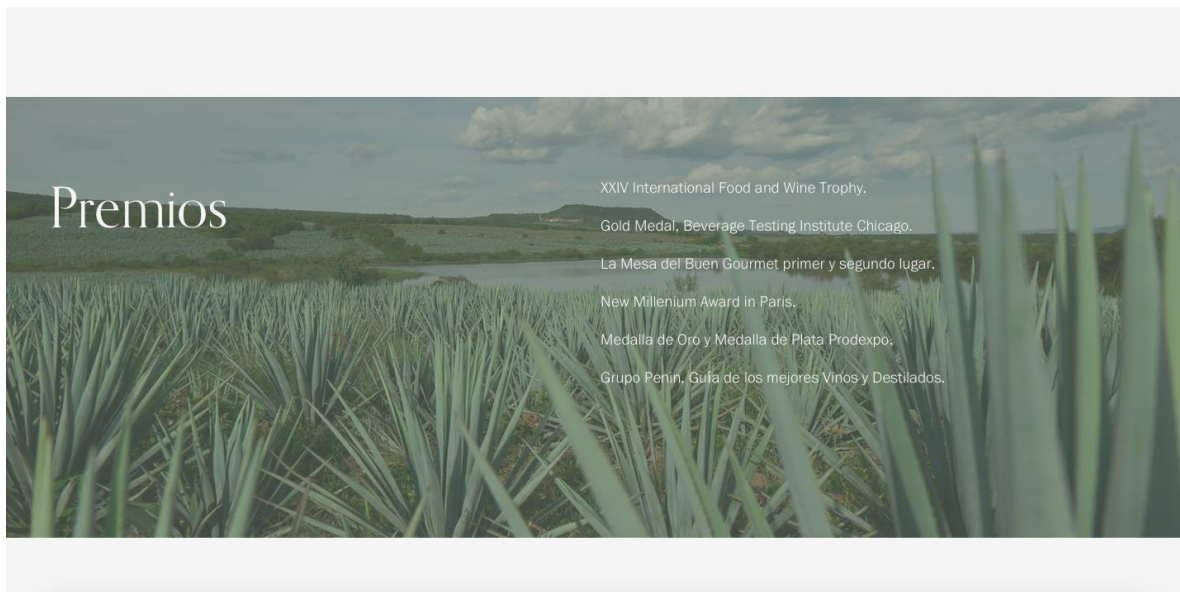 Premios
XXIV International Food and Wine Trophy.
Gold Medal, Beverage Testing Institute Chicago.
La Mesa del Buen Gourmet primer y segundo lugar.
New Millenium Award in Paris.
Medalla de Oro y Medalla de Plata Prodexpo.
Grupo Penin, Guía de los mejores Vinos y Destilados.